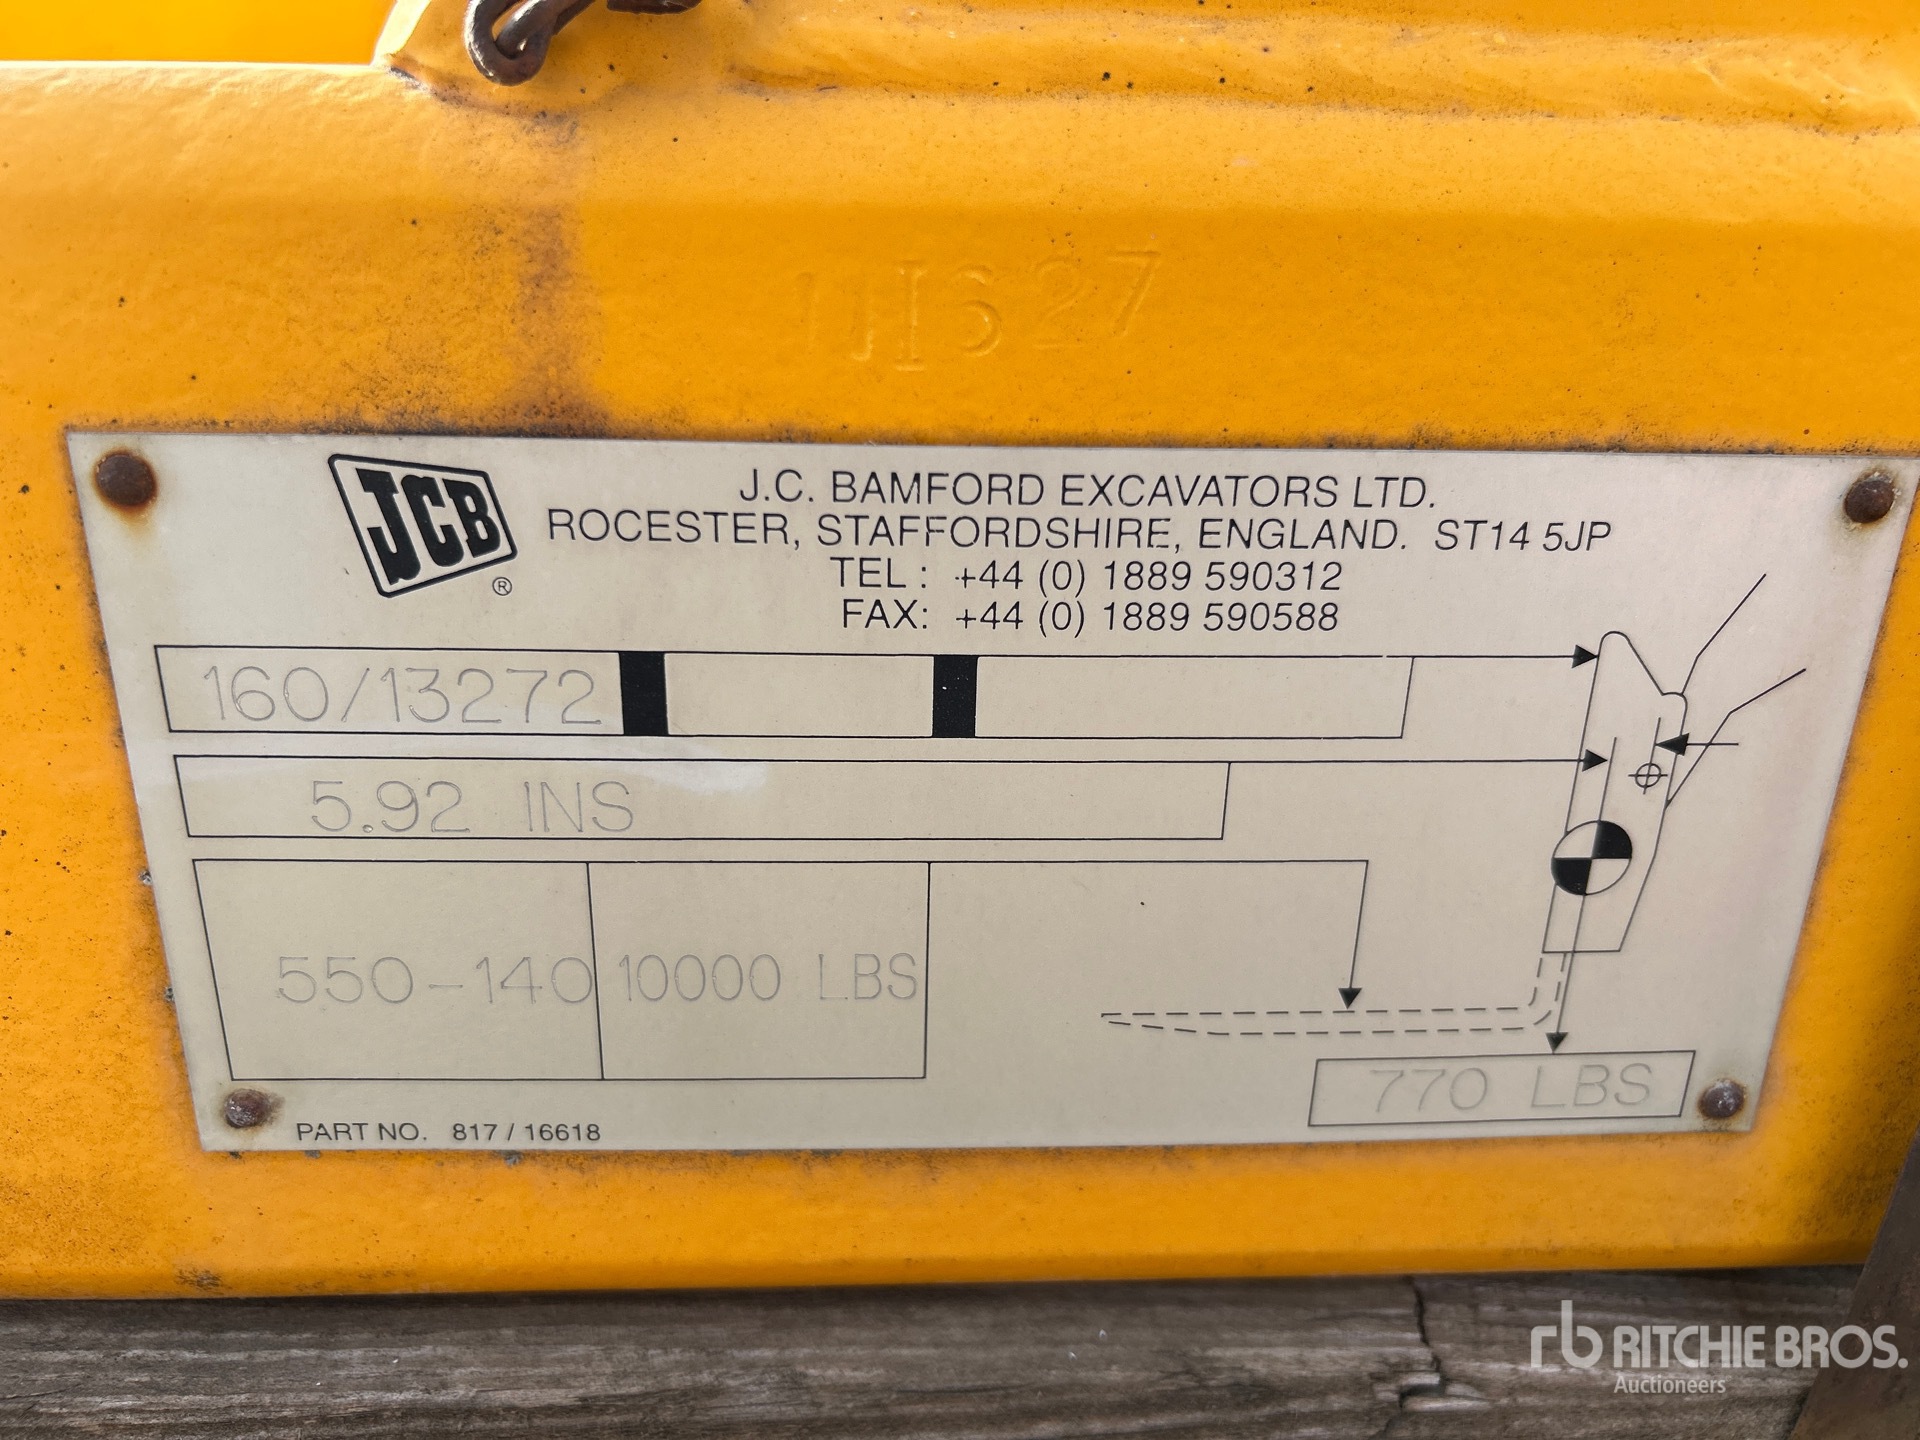 JCB
®
J.C. BAMFORD EXCAVATORS LTD.
ROCESTER, STAFFORDSHIRE, ENGLAND. ST14 5JP
TEL : +44 (0) 1889 590312
FAX: +44 (0) 1889 590588
160/13272
5.92 INS
550-140 10000 LBS
770 LBS
PART NO. 817 / 16618
rb RITCHIE BROS.
Auctioneers